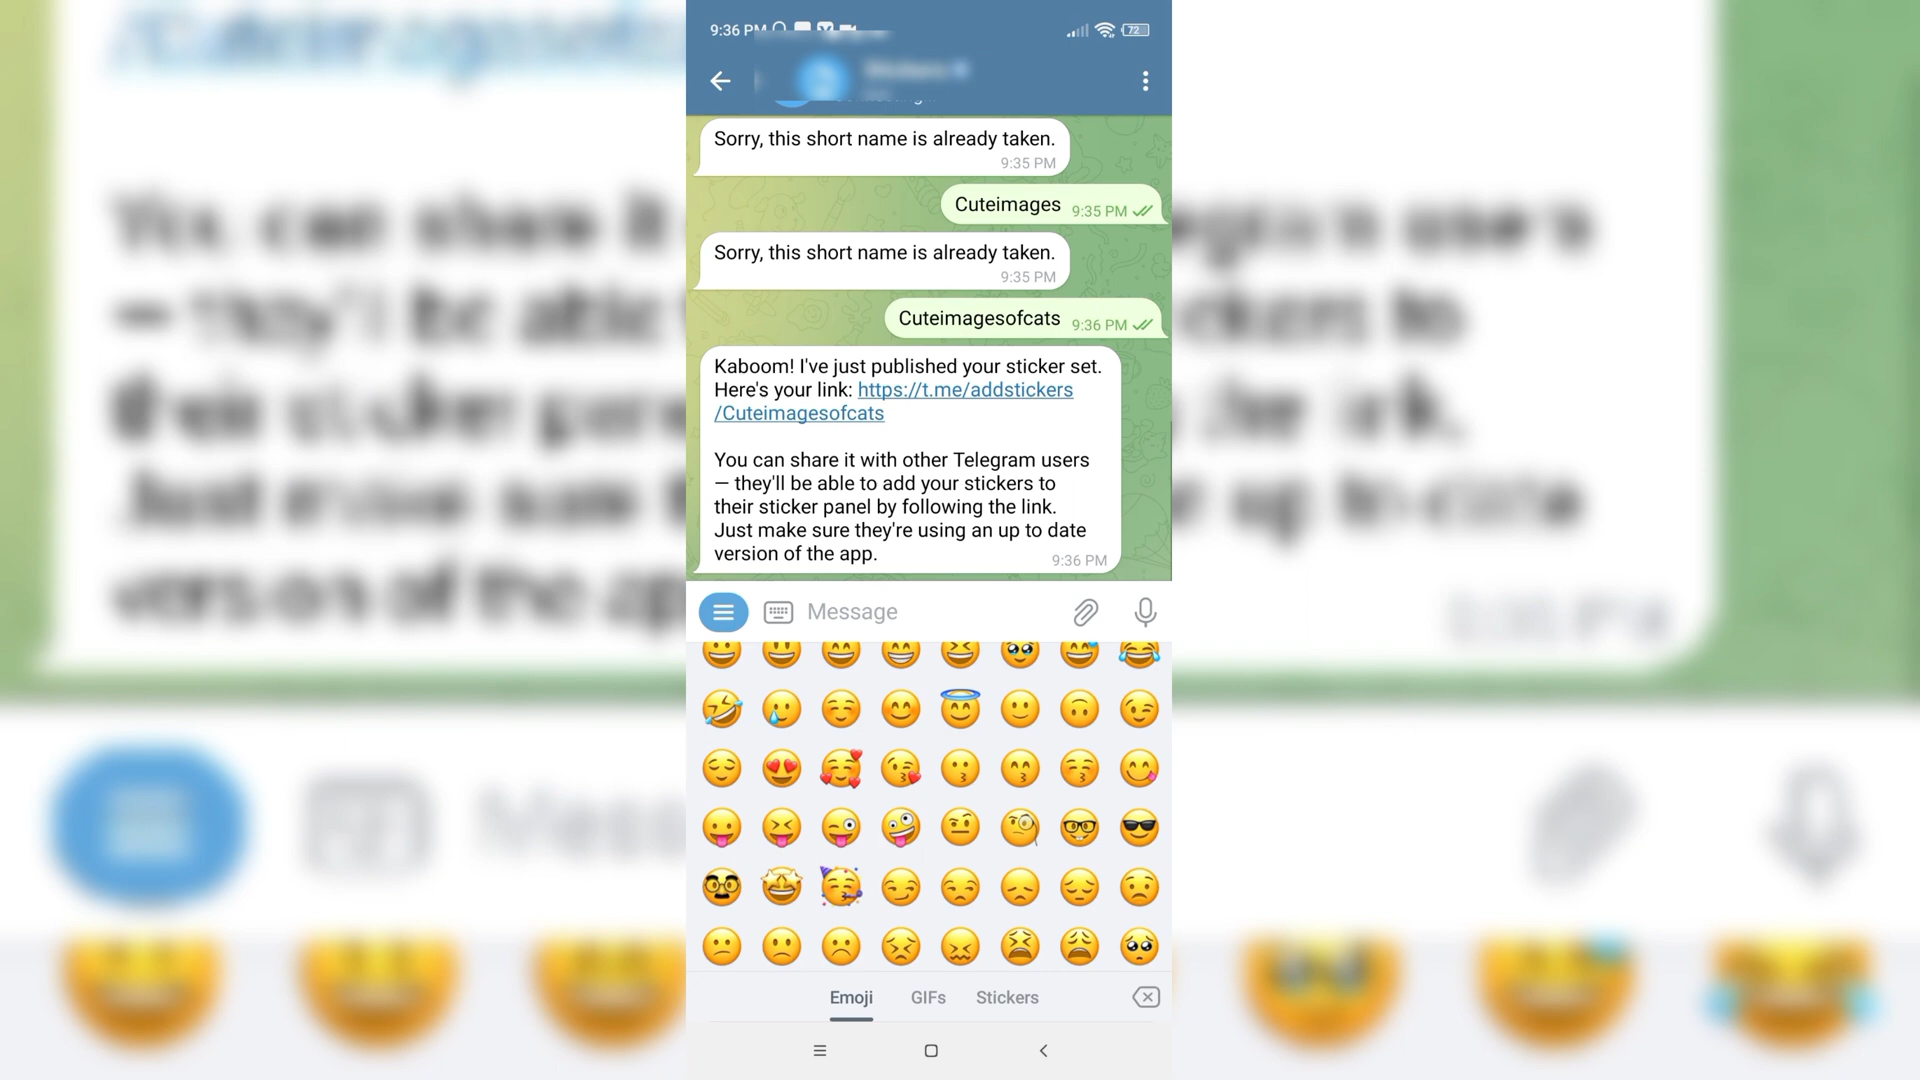 9:36 PM
72
Stickers
Sorry, this short name is already taken.
9:35 PM
Cuteimages 9:35 PM
Sorry, this short name is already taken.
9:35 PM
Cuteimagesofcats 9:36 PM
Kaboom! I've just published your sticker set.
Here's your link: https://t.me/addstickers
/Cuteimagesofcats
You can share it with other Telegram users
— they'll be able to add your stickers to
their sticker panel by following the link.
Just make sure they're using an up to date
version of the app.
9:36 PM
Message
Emoji GIFs Stickers